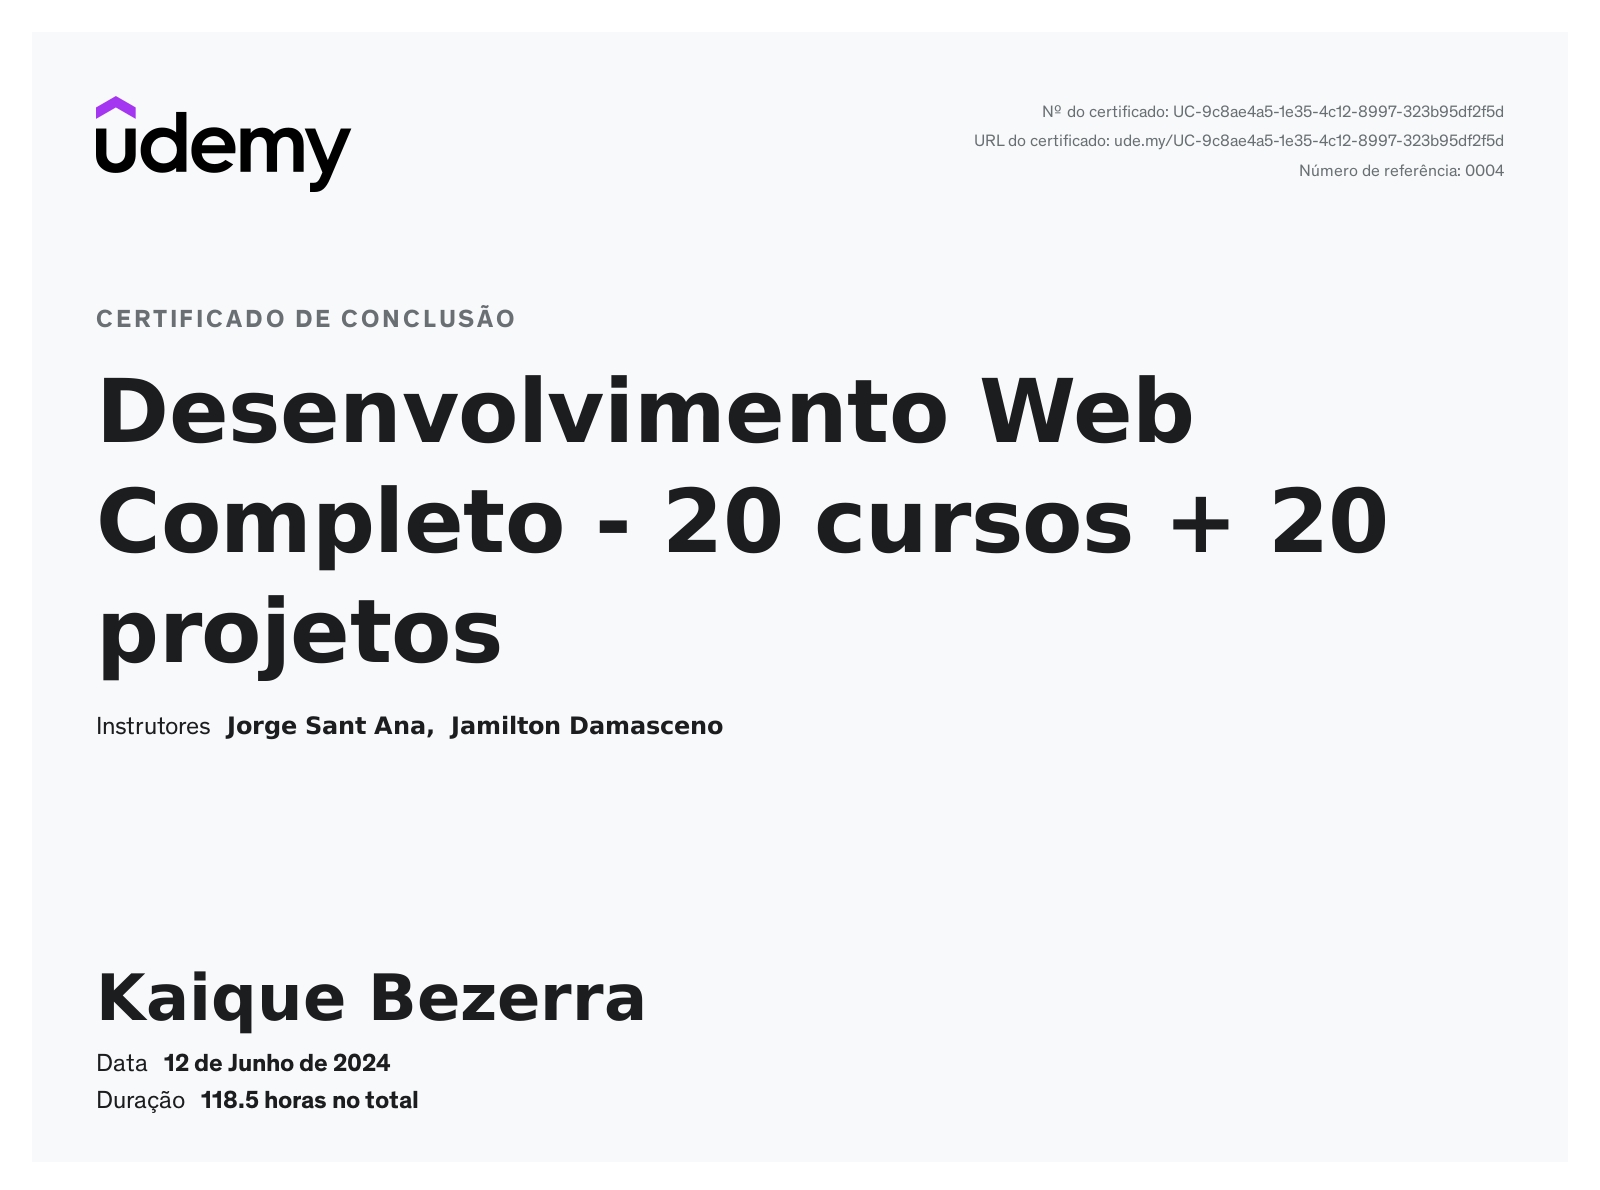 udemy
Nº do certificado: UC-9c8ae4a5-1e35-4c12-8997-323b95df2f5d
URL do certificado: ude.my/UC-9c8ae4a5-1e35-4c12-8997-323b95df2f5d
Número de referência: 0004
CERTIFICADO DE CONCLUSÃO
Desenvolvimento Web
Completo - 20 cursos + 20
projetos
Instrutores Jorge Sant Ana, Jamilton Damasceno
Kaique Bezerra
Data 12 de Junho de 2024
Duração 118.5 horas no total